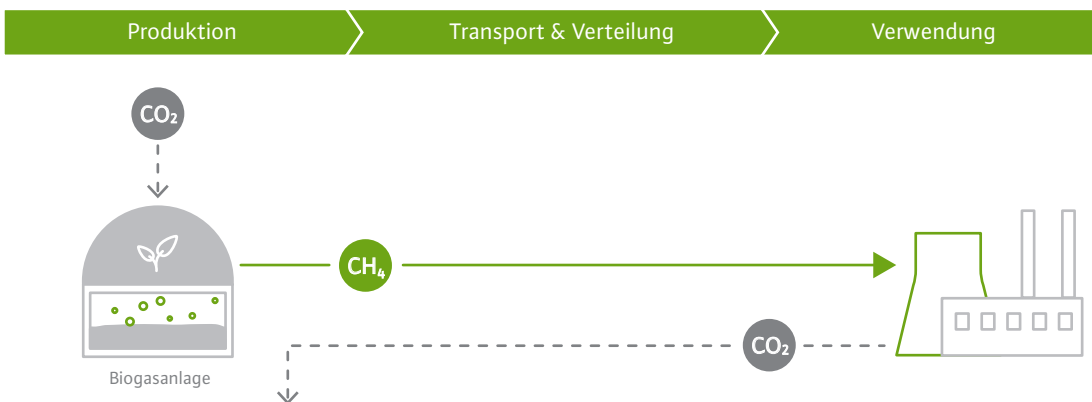 Produktion
Transport & Verteilung
Verwendung
CO₂
CH₄
CO₂
Biogasanlage